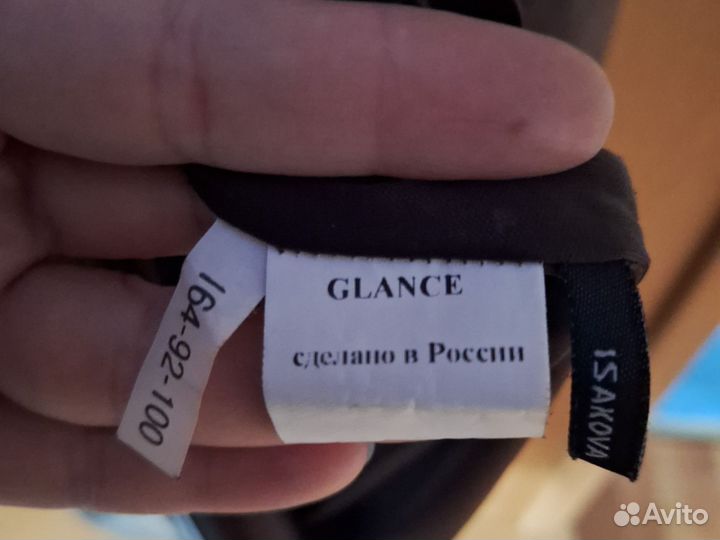 164-92-100
GLANCE
сделано в России
ISAKOVA
Avito